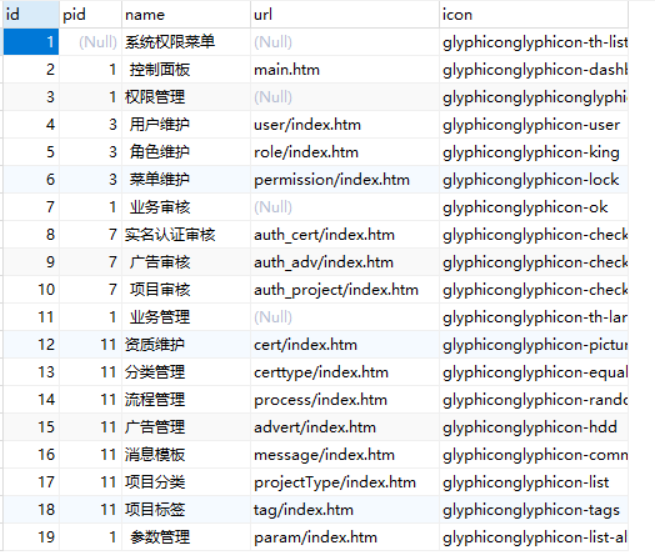 id pid name url icon
1 (Null) 系统权限菜单 (Null) glyphiconglyphicon-th-list
2 1 控制面板 main.htm glyphiconglyphicon-dashb
3 1 权限管理 (Null) glyphiconglyphiconglyphi
4 3 用户维护 user/index.htm glyphiconglyphicon-user
5 3 角色维护 role/index.htm glyphiconglyphicon-king
6 3 菜单维护 permission/index.htm glyphiconglyphicon-lock
7 1 业务审核 (Null) glyphiconglyphicon-ok
8 7 实名认证审核 auth_cert/index.htm glyphiconglyphicon-check
9 7 广告审核 auth_adv/index.htm glyphiconglyphicon-check
10 7 项目审核 auth_project/index.htm glyphiconglyphicon-check
11 1 业务管理 (Null) glyphiconglyphicon-th-lar
12 11 资质维护 cert/index.htm glyphiconglyphicon-pictur
13 11 分类管理 certtype/index.htm glyphiconglyphicon-equal
14 11 流程管理 process/index.htm glyphiconglyphicon-rando
15 11 广告管理 advert/index.htm glyphiconglyphicon-hdd
16 11 消息模板 message/index.htm glyphiconglyphicon-comm
17 11 项目分类 projectType/index.htm glyphiconglyphicon-list
18 11 项目标签 tag/index.htm glyphiconglyphicon-tags
19 1 参数管理 param/index.htm glyphiconglyphicon-list-al